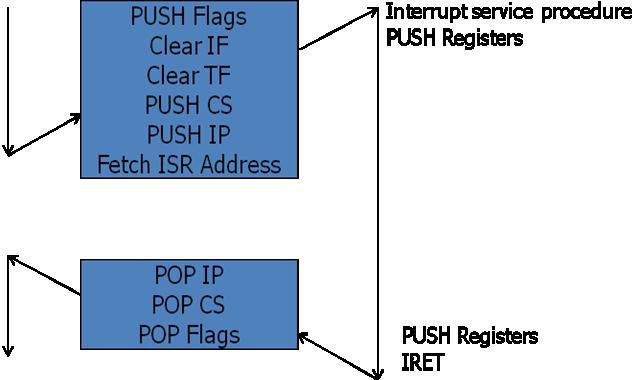 PUSH Flags
Clear IF
Clear TF
PUSH CS
PUSH IP
Fetch ISR Address
Interrupt service procedure
PUSH Registers
POP IP
POP CS
POP Flags
PUSH Registers
IRET